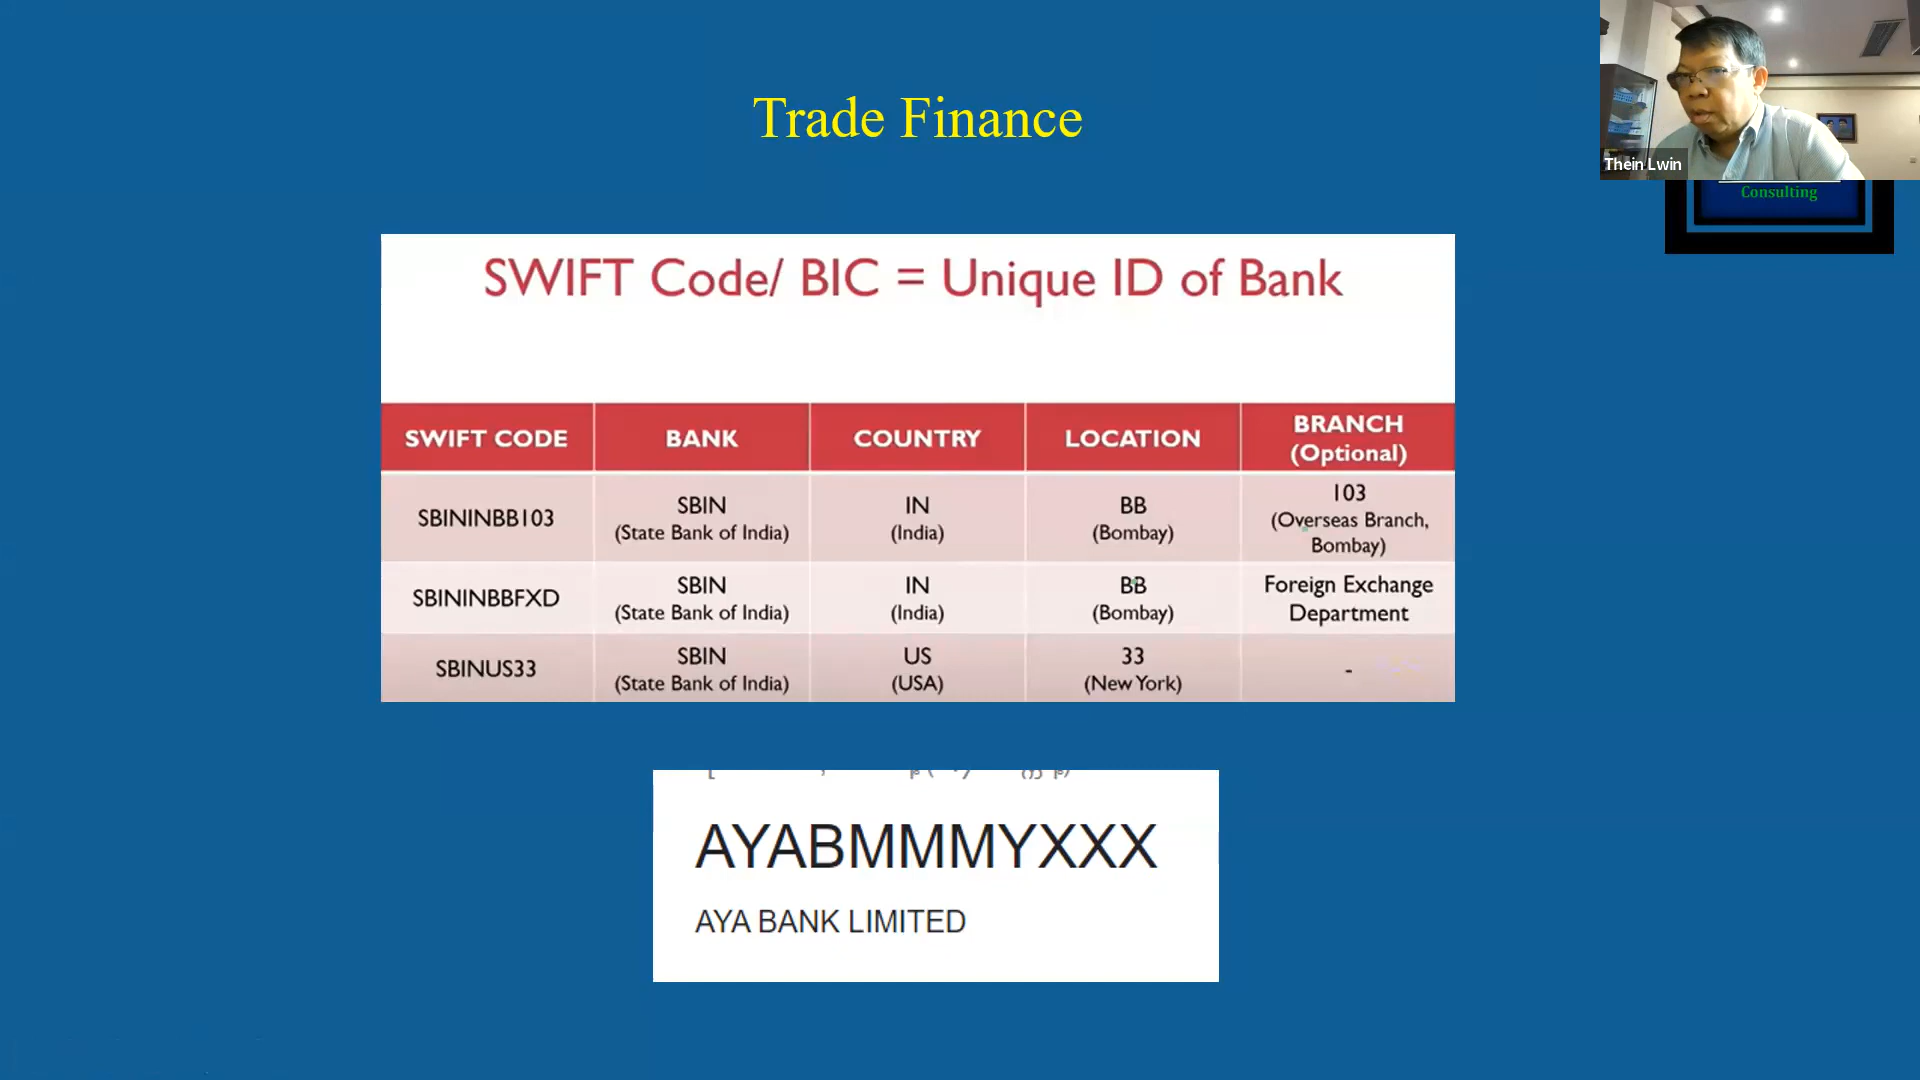 Trade Finance
Thein Lwin
Consulting
SWIFT Code/ BIC = Unique ID of Bank
SWIFT CODE BANK COUNTRY LOCATION BRANCH (Optional)
SBININBB103 SBIN (State Bank of India) IN (India) BB (Bombay) 103 (Overseas Branch, Bombay)
SBININBBFXD SBIN (State Bank of India) IN (India) BB (Bombay) Foreign Exchange Department
SBINUS33 SBIN (State Bank of India) US (USA) 33 (New York) -
AYABMMMYXXX
AYA BANK LIMITED